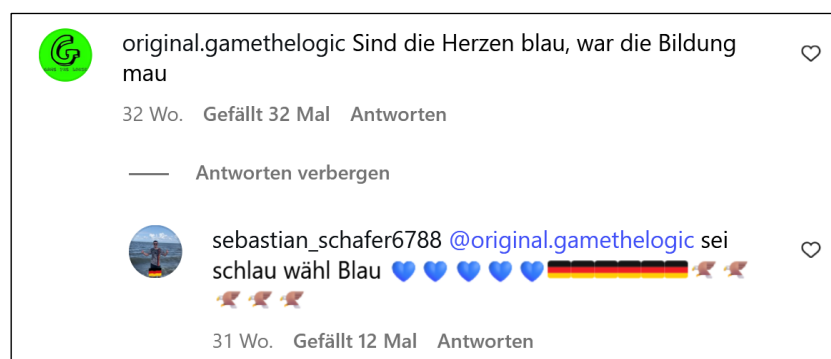 original.gamethelogic Sind die Herzen blau, war die Bildung
mau
32 Wo. Gefällt 32 Mal Antworten
Antworten verbergen
sebastian_schafer6788 @original.gamethelogic sei
schlau wähl Blau 💙 💙 💙 💙 💙🇩🇪🇩🇪🇩🇪🇩🇪🇩🇪🇩🇪🦅🦅
🦅🦅🦅
31 Wo. Gefällt 12 Mal Antworten